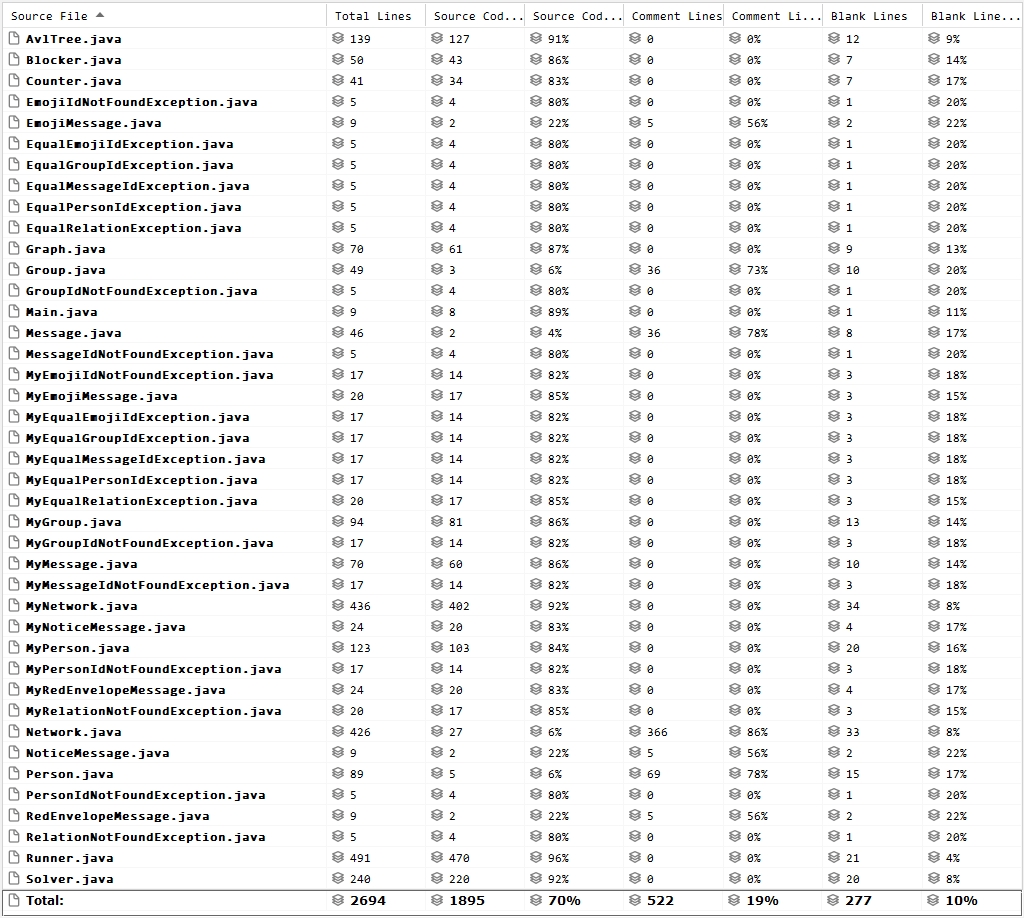 Source File Total Lines Source Cod... Source Cod... Comment Lines Comment Li... Blank Lines Blank Line...
AvlTree.java 139 127 91% 0 0% 12 9%
Blocker.java 50 43 86% 0 0% 7 14%
Counter.java 41 34 83% 0 0% 7 17%
EmojiIdNotFoundException.java 5 4 80% 0 0% 1 20%
EmojiMessage.java 9 2 22% 5 56% 2 22%
EqualEmojiIdException.java 5 4 80% 0 0% 1 20%
EqualGroupIdException.java 5 4 80% 0 0% 1 20%
EqualMessageIdException.java 5 4 80% 0 0% 1 20%
EqualPersonIdException.java 5 4 80% 0 0% 1 20%
EqualRelationException.java 5 4 80% 0 0% 1 20%
Graph.java 70 61 87% 0 0% 9 13%
Group.java 49 3 6% 36 73% 10 20%
GroupIdNotFoundException.java 5 4 80% 0 0% 1 20%
Main.java 9 8 89% 0 0% 1 11%
Message.java 46 2 4% 36 78% 8 17%
MessageIdNotFoundException.java 5 4 80% 0 0% 1 20%
MyEmojiIdNotFoundException.java 17 14 82% 0 0% 3 18%
MyEmojiMessage.java 20 17 85% 0 0% 3 15%
MyEqualEmojiIdException.java 17 14 82% 0 0% 3 18%
MyEqualGroupIdException.java 17 14 82% 0 0% 3 18%
MyEqualMessageIdException.java 17 14 82% 0 0% 3 18%
MyEqualPersonIdException.java 17 14 82% 0 0% 3 18%
MyEqualRelationException.java 20 17 85% 0 0% 3 15%
MyGroup.java 94 81 86% 0 0% 13 14%
MyGroupIdNotFoundException.java 17 14 82% 0 0% 3 18%
MyMessage.java 70 60 86% 0 0% 10 14%
MyMessageIdNotFoundException.java 17 14 82% 0 0% 3 18%
MyNetwork.java 436 402 92% 0 0% 34 8%
MyNoticeMessage.java 24 20 83% 0 0% 4 17%
MyPerson.java 123 103 84% 0 0% 20 16%
MyPersonIdNotFoundException.java 17 14 82% 0 0% 3 18%
MyRedEnvelopeMessage.java 24 20 83% 0 0% 4 17%
MyRelationNotFoundException.java 20 17 85% 0 0% 3 15%
Network.java 426 27 6% 366 86% 33 8%
NoticeMessage.java 9 2 22% 5 56% 2 22%
Person.java 89 5 6% 69 78% 15 17%
PersonIdNotFoundException.java 5 4 80% 0 0% 1 20%
RedEnvelopeMessage.java 9 2 22% 5 56% 2 22%
RelationNotFoundException.java 5 4 80% 0 0% 1 20%
Runner.java 491 470 96% 0 0% 21 4%
Solver.java 240 220 92% 0 0% 20 8%
Total: 2694 1895 70% 522 19% 277 10%